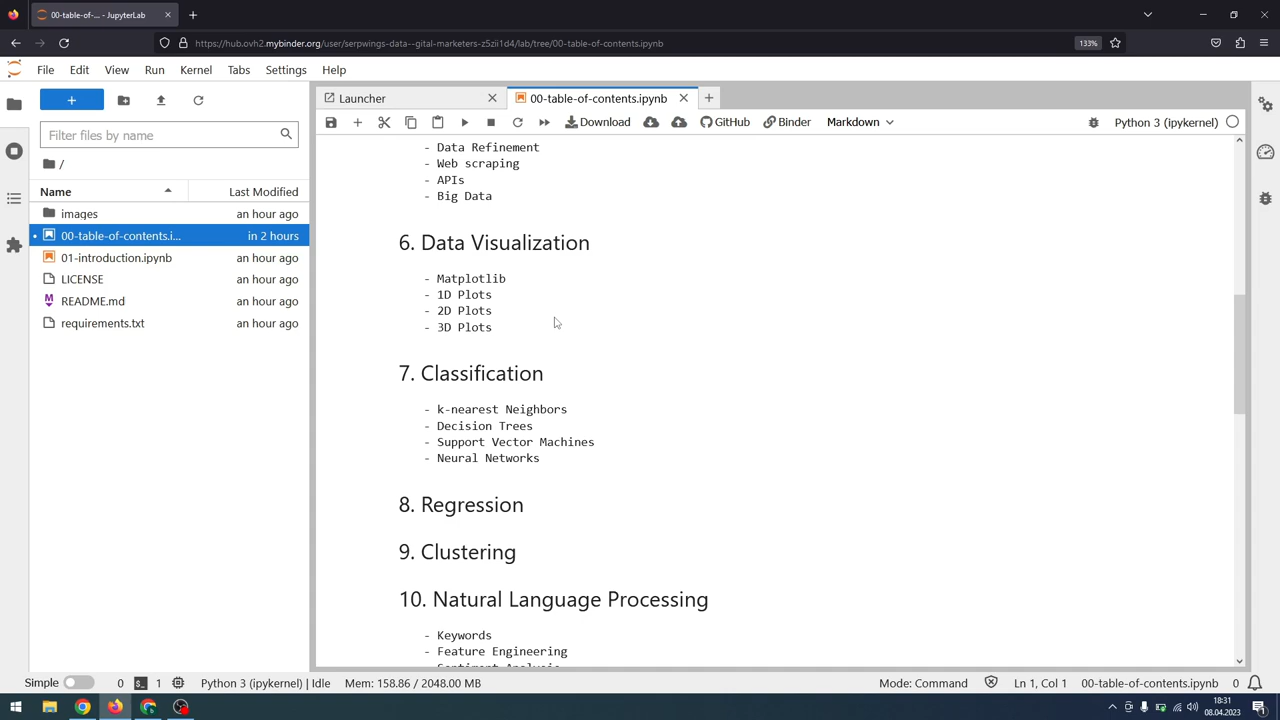 00-table-of-... - JupyterLab
https://hub.ovh2.mybinder.org/user/serpwings-data--gital-marketers-z5zii1d4/lab/tree/00-table-of-contents.ipynb
133%
File Edit View Run Kernel Tabs Settings Help
Filter files by name
/
Name Last Modified
images an hour ago
00-table-of-contents.i... in 2 hours
01-introduction.ipynb an hour ago
LICENSE an hour ago
README.md an hour ago
requirements.txt an hour ago
Launcher
00-table-of-contents.ipynb
Download
GitHub
Binder
Markdown
Python 3 (ipykernel)
- Data Refinement
- Web scraping
- APIs
- Big Data
6. Data Visualization
- Matplotlib
- 1D Plots
- 2D Plots
- 3D Plots
7. Classification
- k-nearest Neighbors
- Decision Trees
- Support Vector Machines
- Neural Networks
8. Regression
9. Clustering
10. Natural Language Processing
- Keywords
- Feature Engineering
- Sentiment Analysis
Simple 0 1 Python 3 (ipykernel) | Idle Mem: 158.86 / 2048.00 MB Mode: Command Ln 1, Col 1 00-table-of-contents.ipynb 0
18:31
08.04.2023